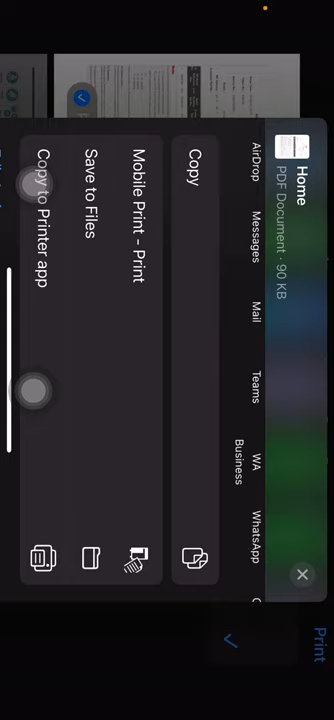 Print
Home
PDF Document · 90 KB
AirDrop
Messages
Mail
Teams
WA
Business
WhatsApp
Copy
Mobile Print - Print
Save to Files
Copy to Printer app